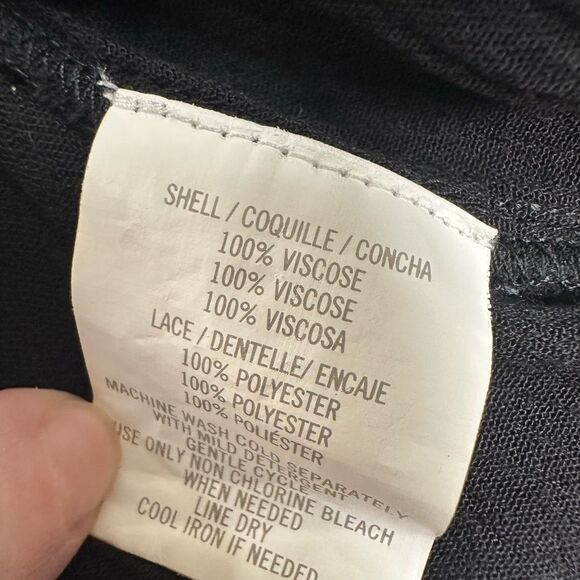 SHELL / COQUILLE / CONCHA
100% VISCOSE
100% VISCOSE
100% VISCOSA
LACE / DENTELLE/ ENCAJE
100% POLYESTER
100% POLYESTER
100% POLIÉSTER
MACHINE WASH COLD SEPARATELY
WITH MILD DETERGENT
GENTLE CYCLE
USE ONLY NON CHLORINE BLEACH
WHEN NEEDED
LINE DRY
COOL IRON IF NEEDED